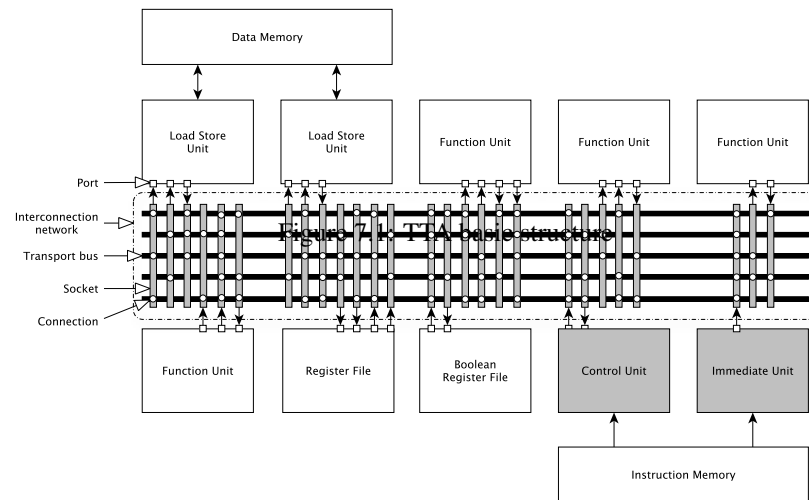 Data Memory
Load Store
Unit
Load Store
Unit
Function Unit
Function Unit
Function Unit
Port
Interconnection
network
Figure 7.1: TTA basic structure
Transport bus
Socket
Connection
Function Unit
Register File
Boolean
Register File
Control Unit
Immediate Unit
Instruction Memory